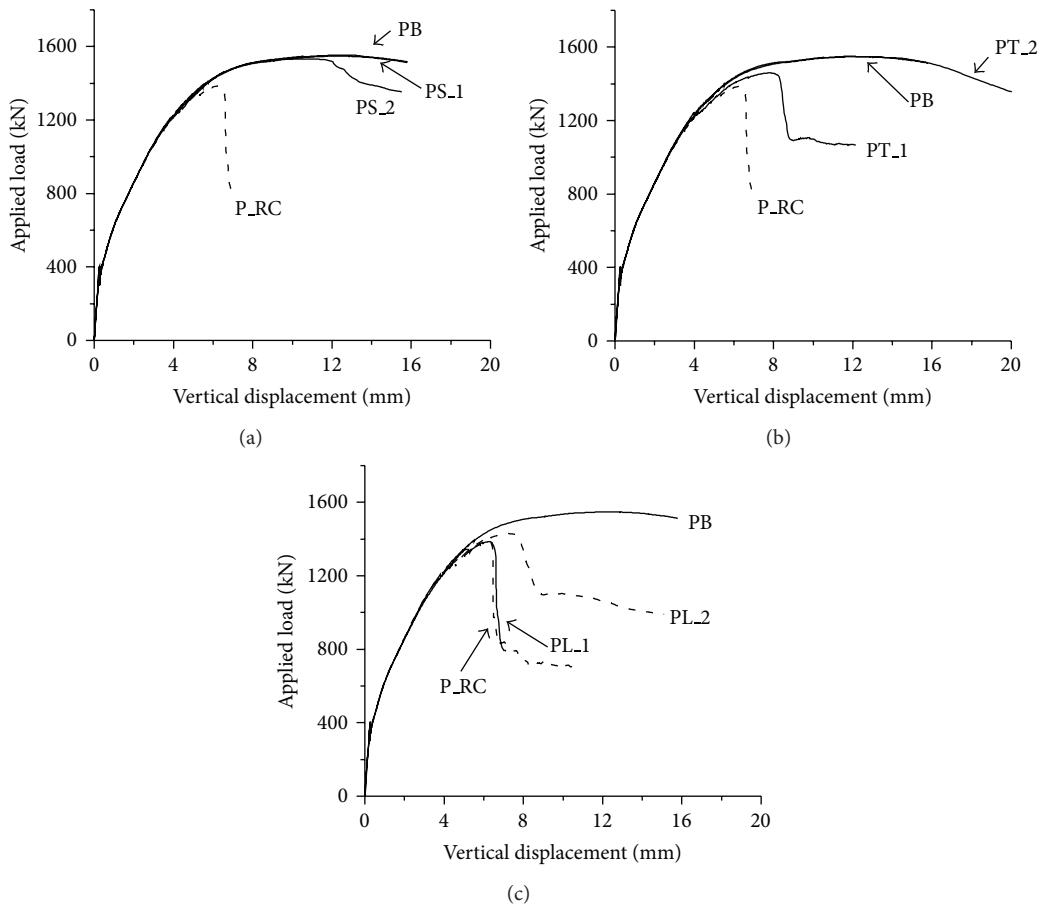 Applied load (kN)
1600
1200
800
400
0
0 4 8 12 16 20
Vertical displacement (mm)
PB
PS_1
PS_2
P_RC
(a)
Applied load (kN)
1600
1200
800
400
0
0 4 8 12 16 20
Vertical displacement (mm)
PT_2
PB
PT_1
P_RC
(b)
Applied load (kN)
1600
1200
800
400
0
0 4 8 12 16 20
Vertical displacement (mm)
PB
PL_2
PL_1
P_RC
(c)